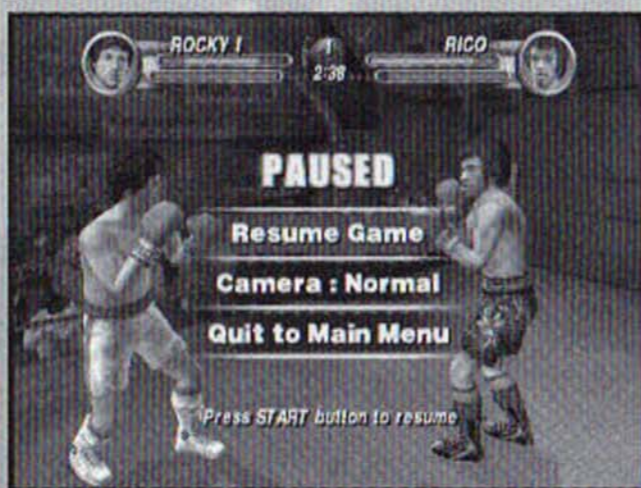 ROCKY I
RICO
1
2:38
PAUSED
Resume Game
Camera : Normal
Quit to Main Menu
Press START button to resume